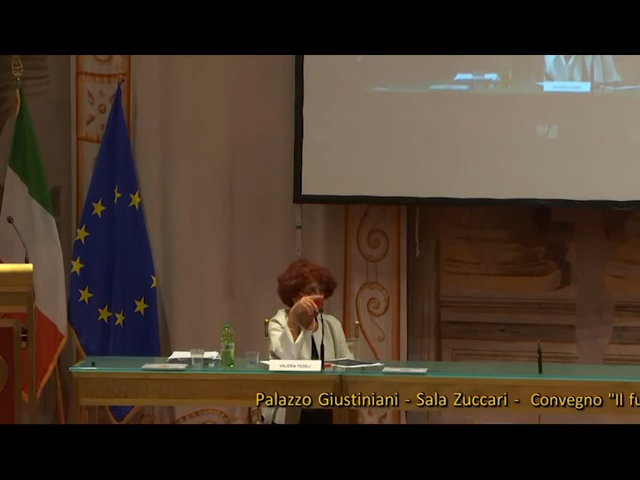 VALERIA FEDELI
Palazzo Giustiniani - Sala Zuccari - Convegno "Il fu